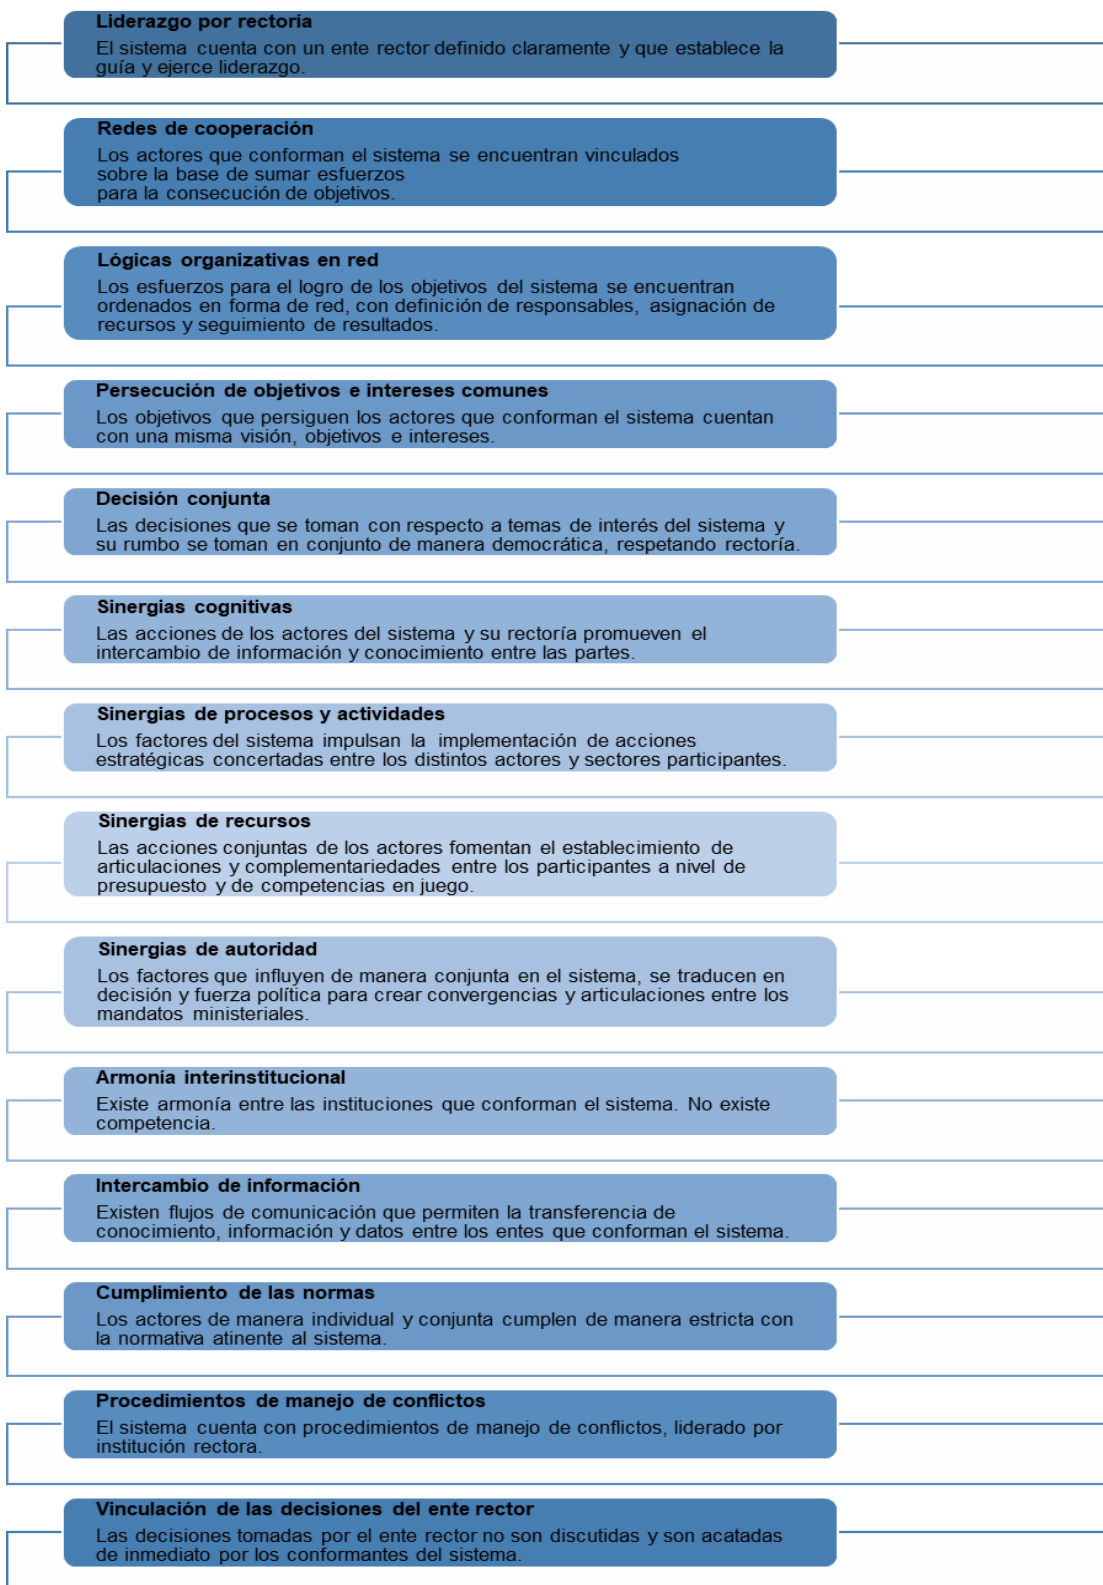 Liderazgo por rectoría
El sistema cuenta con un ente rector definido claramente y que establece la
guía y ejerce liderazgo.
Redes de cooperación
Los actores que conforman el sistema se encuentran vinculados
sobre la base de sumar esfuerzos
para la consecución de objetivos.
Lógicas organizativas en red
Los esfuerzos para el logro de los objetivos del sistema se encuentran
ordenados en forma de red, con definición de responsables, asignación de
recursos y seguimiento de resultados.
Persecución de objetivos e intereses comunes
Los objetivos que persiguen los actores que conforman el sistema cuentan
con una misma visión, objetivos e intereses.
Decisión conjunta
Las decisiones que se toman con respecto a temas de interés del sistema y
su rumbo se toman en conjunto de manera democrática, respetando rectoría.
Sinergias cognitivas
Las acciones de los actores del sistema y su rectoría promueven el
intercambio de información y conocimiento entre las partes.
Sinergias de procesos y actividades
Los factores del sistema impulsan la implementación de acciones
estratégicas concertadas entre los distintos actores y sectores participantes.
Sinergias de recursos
Las acciones conjuntas de los actores fomentan el establecimiento de
articulaciones y complementariedades entre los participantes a nivel de
presupuesto y de competencias en juego.
Sinergias de autoridad
Los factores que influyen de manera conjunta en el sistema, se traducen en
decisión y fuerza política para crear convergencias y articulaciones entre los
mandatos ministeriales.
Armonía interinstitucional
Existe armonía entre las instituciones que conforman el sistema. No existe
competencia.
Intercambio de información
Existen flujos de comunicación que permiten la transferencia de
conocimiento, información y datos entre los entes que conforman el sistema.
Cumplimiento de las normas
Los actores de manera individual y conjunta cumplen de manera estricta con
la normativa atinente al sistema.
Procedimientos de manejo de conflictos
El sistema cuenta con procedimientos de manejo de conflictos, liderado por
institución rectora.
Vinculación de las decisiones del ente rector
Las decisiones tomadas por el ente rector no son discutidas y son acatadas
de inmediato por los conformantes del sistema.